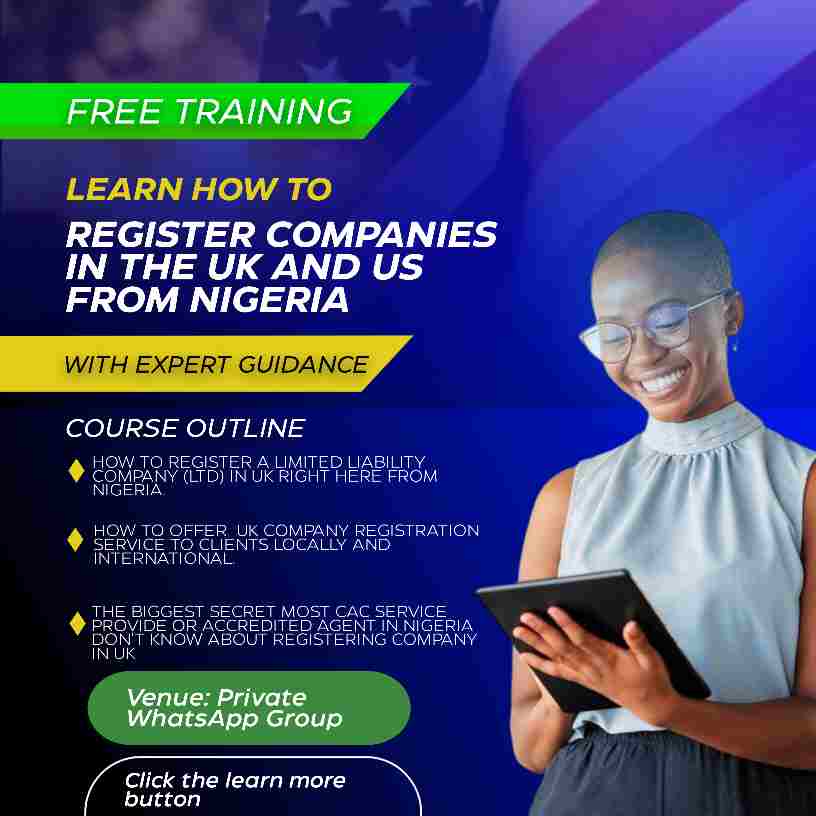 FREE TRAINING
LEARN HOW TO
REGISTER COMPANIES
IN THE UK AND US
FROM NIGERIA
WITH EXPERT GUIDANCE
COURSE OUTLINE
HOW TO REGISTER A LIMITED LIABILITY
COMPANY (LTD) IN UK RIGHT HERE FROM
NIGERIA.
HOW TO OFFER UK COMPANY REGISTRATION
SERVICE TO CLIENTS LOCALLY AND
INTERNATIONAL.
THE BIGGEST SECRET MOST CAC SERVICE
PROVIDE OR ACCREDITED AGENT IN NIGERIA
DON'T KNOW ABOUT REGISTERING COMPANY
IN UK
Venue: Private
WhatsApp Group
Click the learn more
button